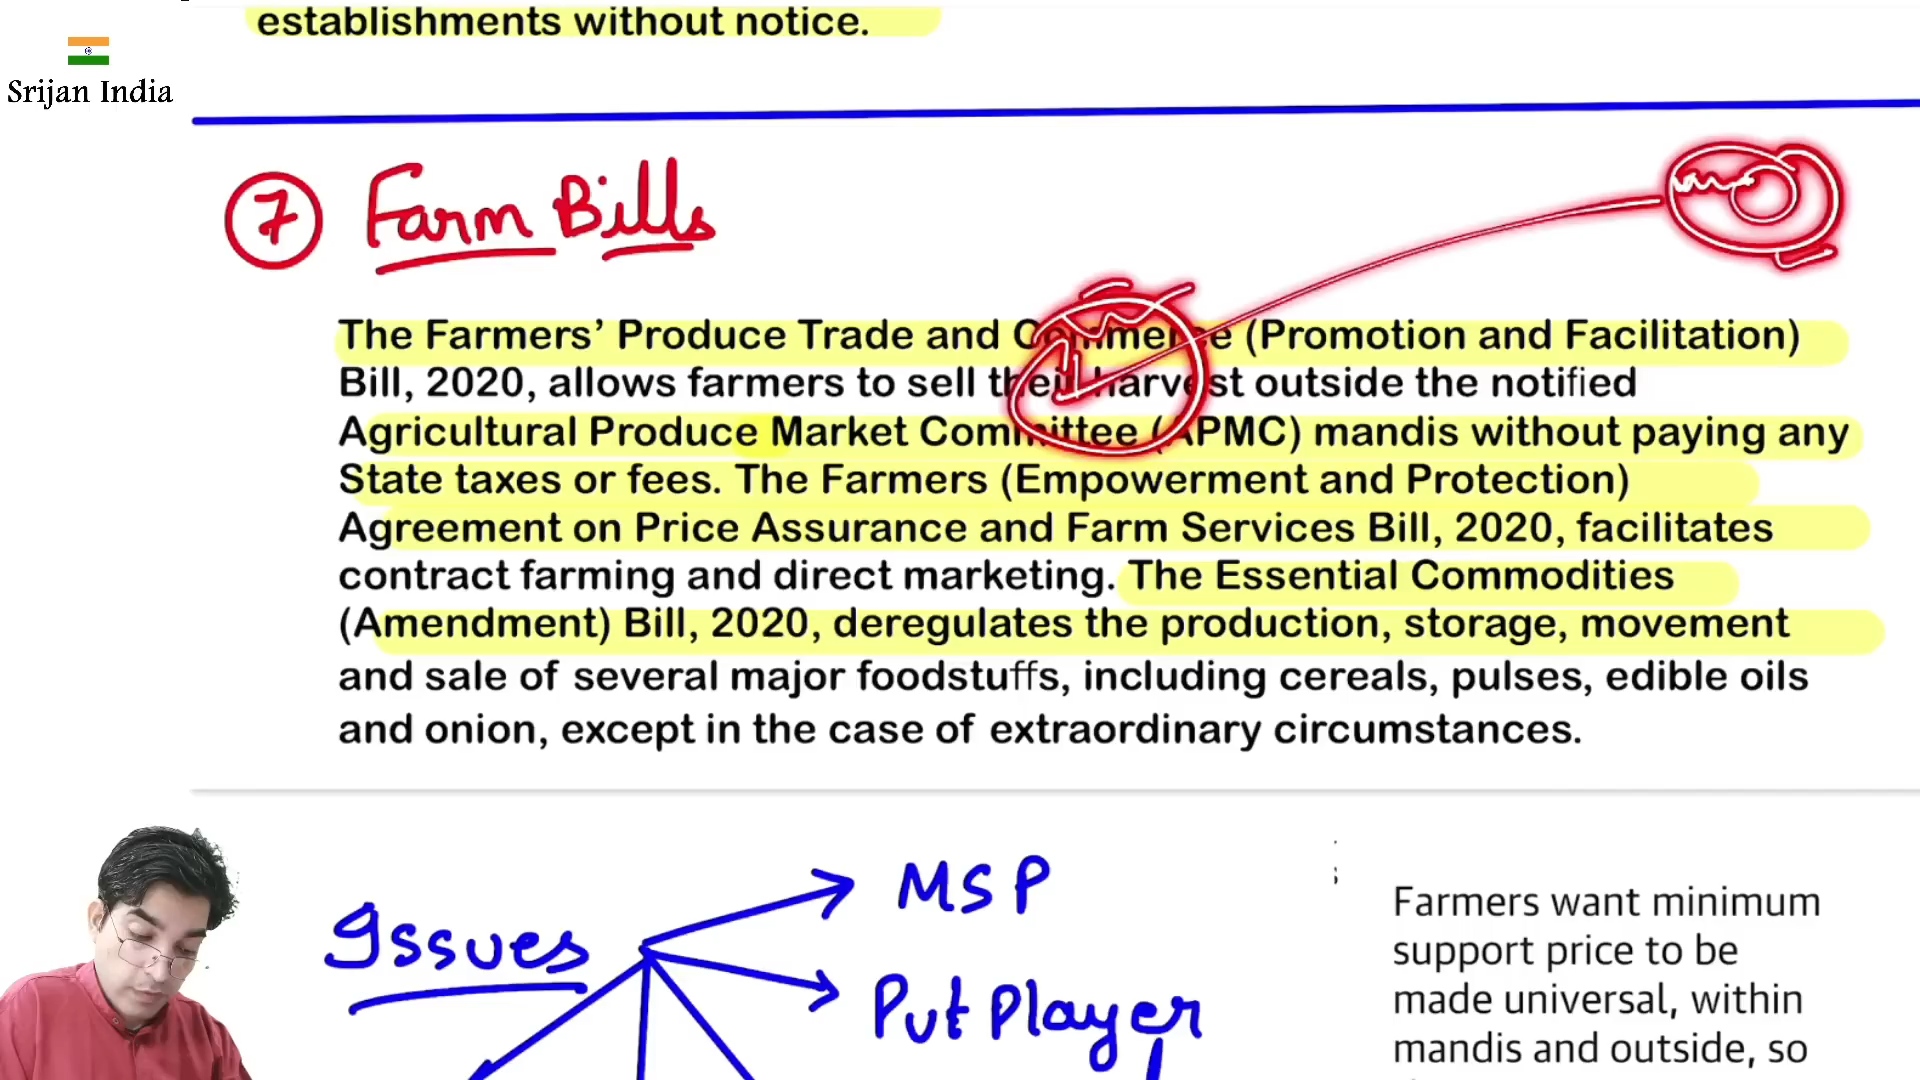 establishments without notice.
Srijan India
7 Farm Bills
The Farmers’ Produce Trade and Commerce (Promotion and Facilitation)
Bill, 2020, allows farmers to sell their harvest outside the notified
Agricultural Produce Market Committee (APMC) mandis without paying any
State taxes or fees. The Farmers (Empowerment and Protection)
Agreement on Price Assurance and Farm Services Bill, 2020, facilitates
contract farming and direct marketing. The Essential Commodities
(Amendment) Bill, 2020, deregulates the production, storage, movement
and sale of several major foodstuffs, including cereals, pulses, edible oils
and onion, except in the case of extraordinary circumstances.
Issues
MSP
Put Player
Farmers want minimum
support price to be
made universal, within
mandis and outside, so